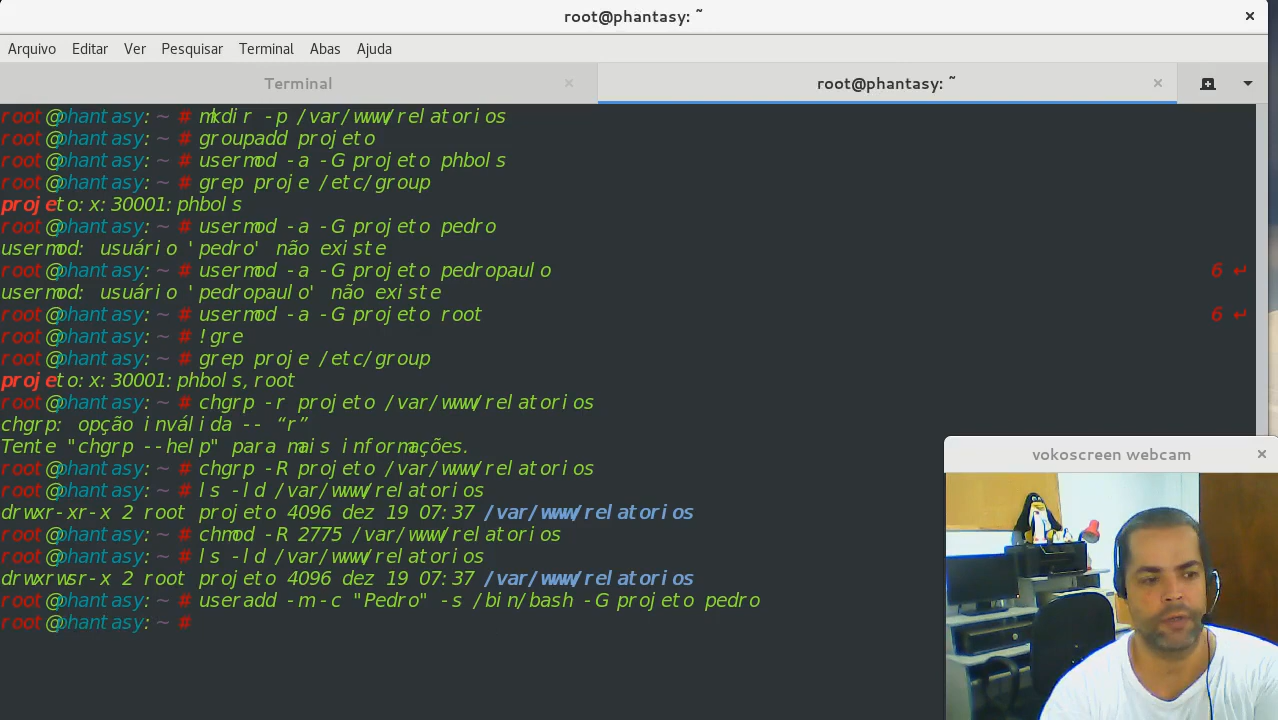 root@phantasy: ~
Arquivo Editar Ver Pesquisar Terminal Abas Ajuda
Terminal
root@phantasy: ~
root@phantasy: ~ # mkdir -p /var/www/relatorios
root@phantasy: ~ # groupadd projeto
root@phantasy: ~ # usermod -a -G projeto phbols
root@phantasy: ~ # grep proje /etc/group
projeto:x:30001:phbols
root@phantasy: ~ # usermod -a -G projeto pedro
usermod: usuário 'pedro' não existe
root@phantasy: ~ # usermod -a -G projeto pedropaulo 6 ↵
usermod: usuário 'pedropaulo' não existe
root@phantasy: ~ # usermod -a -G projeto root 6 ↵
root@phantasy: ~ # !gre
root@phantasy: ~ # grep proje /etc/group
projeto:x:30001:phbols,root
root@phantasy: ~ # chgrp -r projeto /var/www/relatorios
chgrp: opção inválida -- “r”
Tente "chgrp --help" para mais informações.
root@phantasy: ~ # chgrp -R projeto /var/www/relatorios
root@phantasy: ~ # ls -ld /var/www/relatorios
drwxr-xr-x 2 root projeto 4096 dez 19 07:37 /var/www/relatorios
root@phantasy: ~ # chmod -R 2775 /var/www/relatorios
root@phantasy: ~ # ls -ld /var/www/relatorios
drwxrwsr-x 2 root projeto 4096 dez 19 07:37 /var/www/relatorios
root@phantasy: ~ # useradd -m -c "Pedro" -s /bin/bash -G projeto pedro
root@phantasy: ~ #
vokoscreen webcam